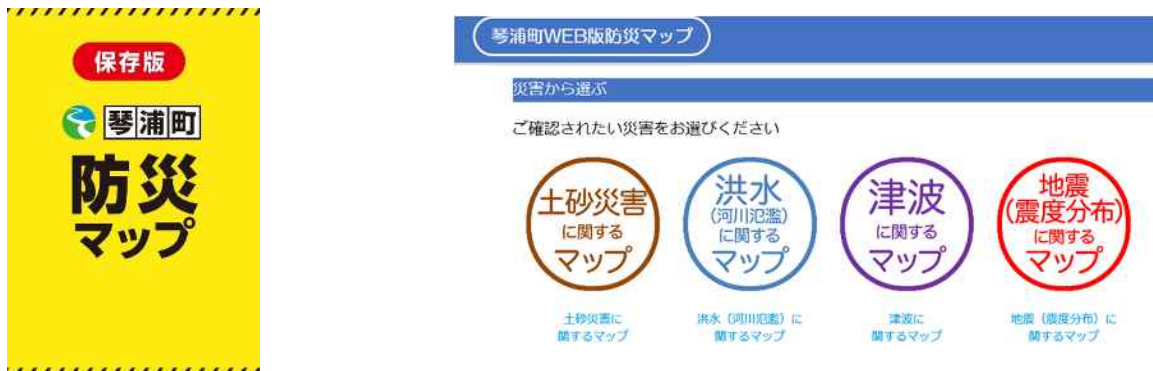 保存版
琴浦町
防災
マップ
琴浦町WEB版防災マップ
災害から選ぶ
ご確認されたい災害をお選びください
土砂災害
に関する
マップ
洪水
(河川氾濫)
に関する
マップ
津波
に関する
マップ
地震
(震度分布)
に関する
マップ
土砂災害に
関するマップ
洪水（河川氾濫）に
関するマップ
津波に
関するマップ
地震（震度分布）に
関するマップ